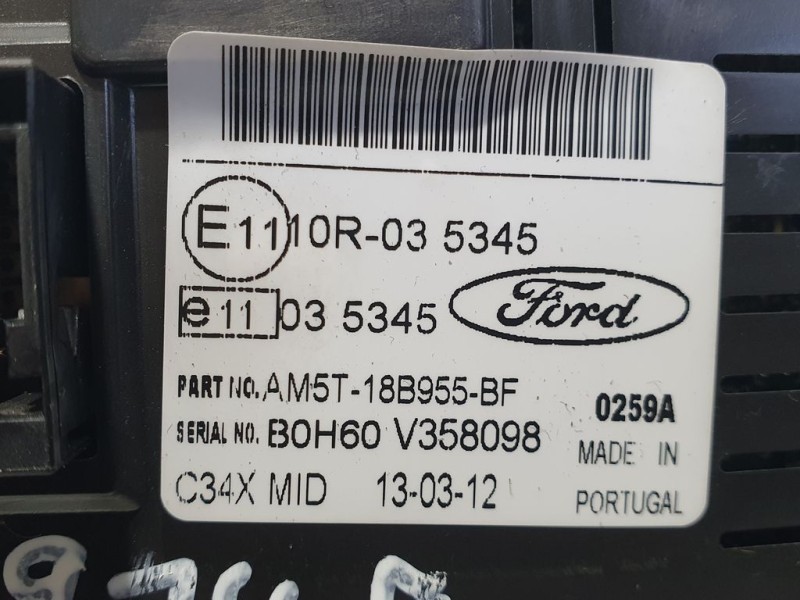 E11 10R-03 5345
e11 03 5345 Ford
PART NO. AM5T-18B955-BF
0259A
SERIAL NO. B0H60 V358098
MADE IN
C34X MID 13-03-12
PORTUGAL